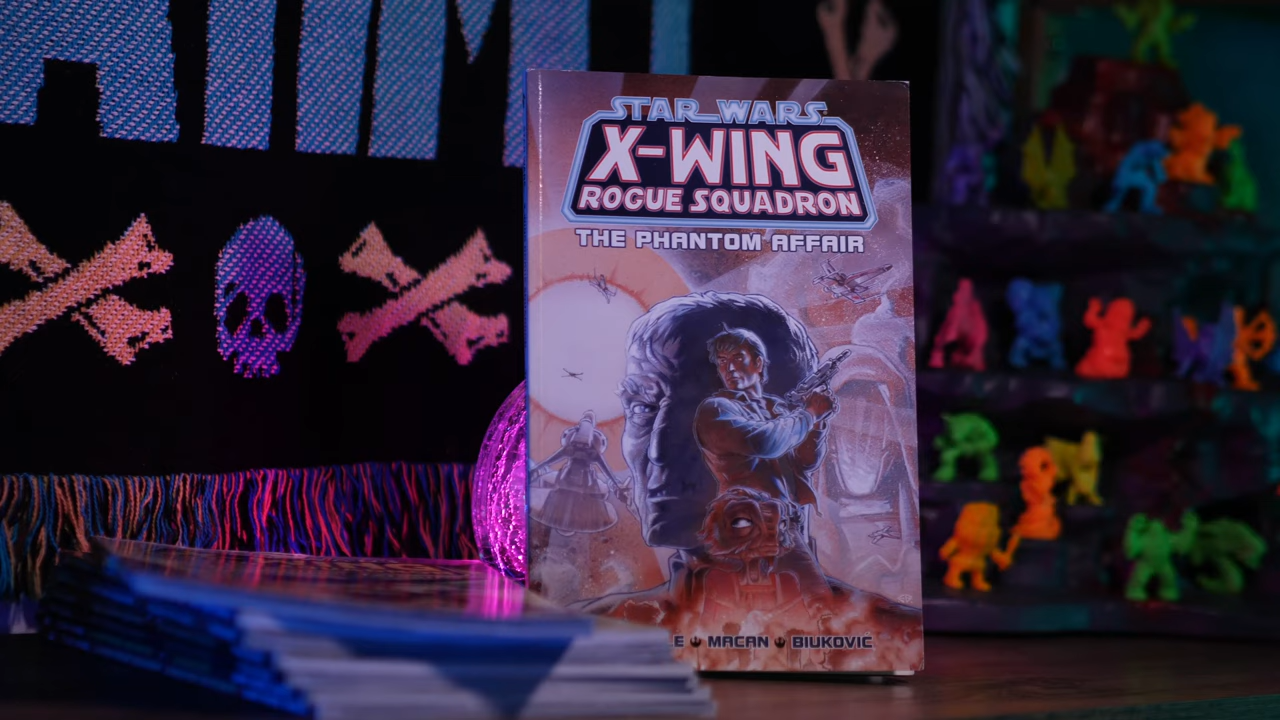 STAR WARS
X-WING
ROGUE SQUADRON
THE PHANTOM AFFAIR
E MACAN BIUKOVIC